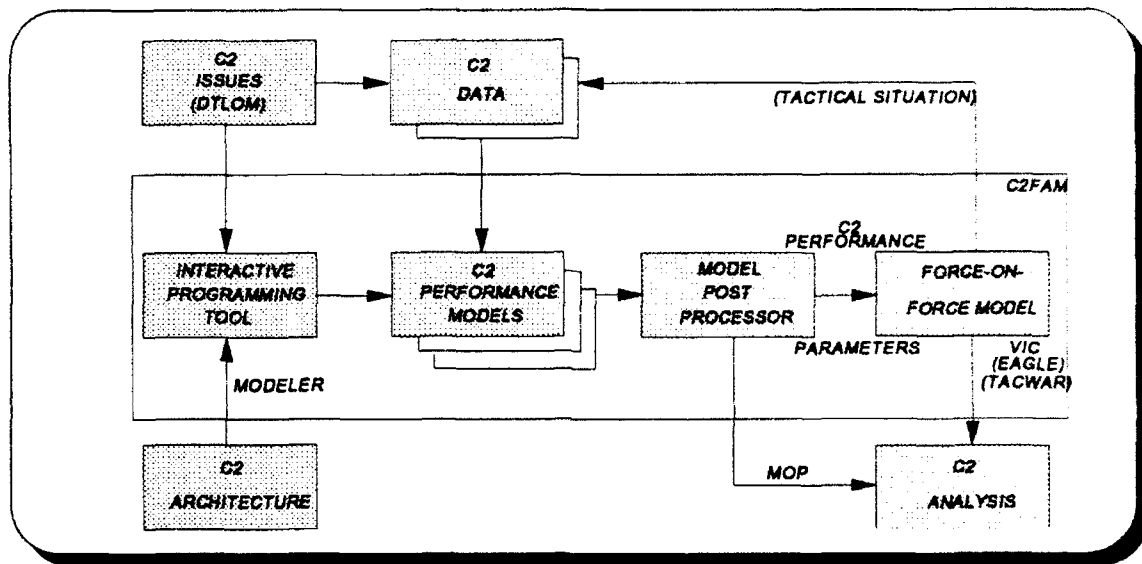 C2
ISSUES
(DTLOM)
C2
DATA
(TACTICAL SITUATION)
C2FAM
INTERACTIVE
PROGRAMMING
TOOL
C2
PERFORMANCE
MODELS
MODEL
POST
PROCESSOR
C2
PERFORMANCE
PARAMETERS
FORCE-ON-
FORCE MODEL
VIC
(EAGLE)
(TACWAR)
MODELER
C2
ARCHITECTURE
MOP
C2
ANALYSIS